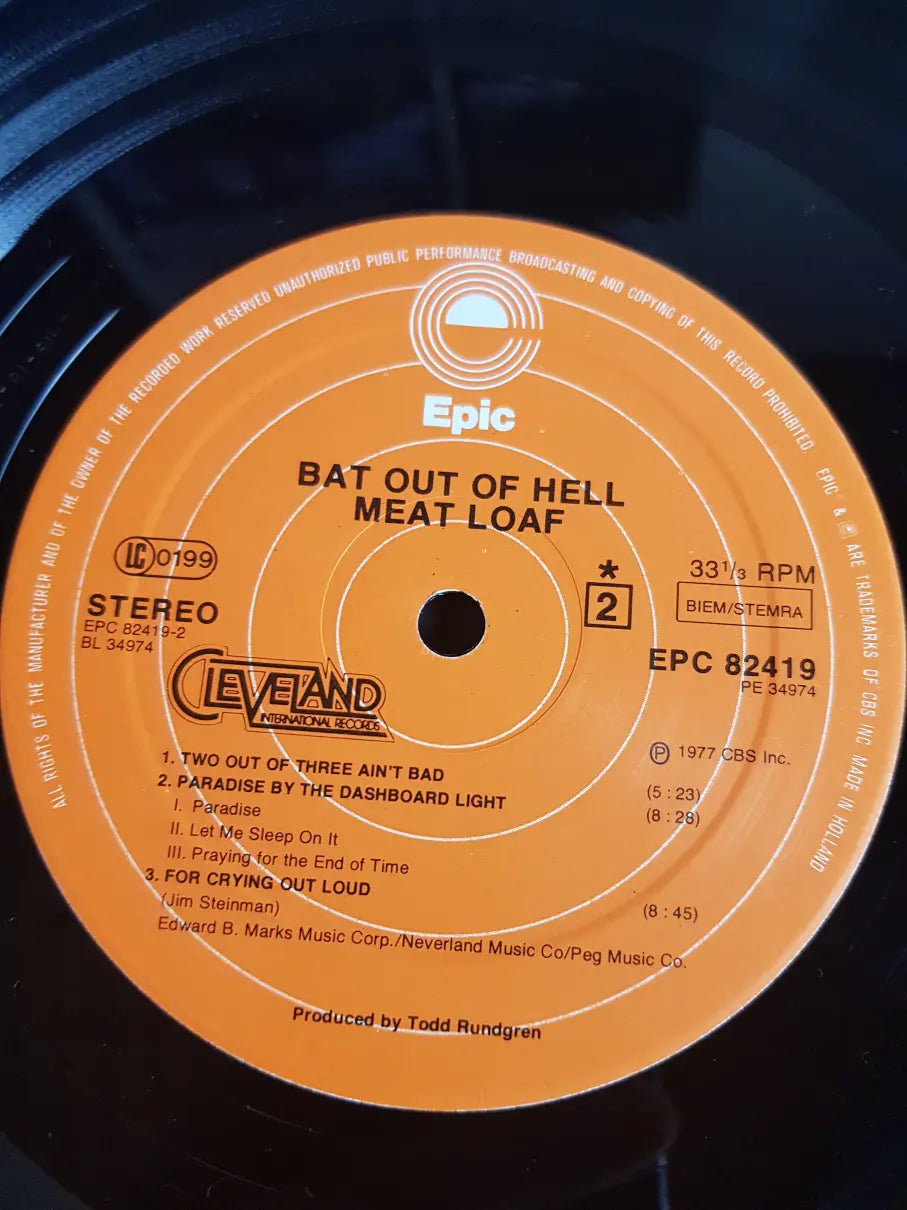 ALL RIGHTS OF THE MANUFACTURER AND OF THE OWNER OF THE RECORDED WORK RESERVED UNAUTHORIZED PUBLIC PERFORMANCE BROADCASTING AND COPYING OF THIS RECORD PROHIBITED. EPIC & ARE TRADEMARKS OF CBS INC MADE IN HOLLAND
Epic
BAT OUT OF HELL
MEAT LOAF
LC 0199
STEREO
EPC 82419-2
BL 34974
CLEVELAND
INTERNATIONAL RECORDS
*
2
33 1/3 RPM
BIEM/STEMRA
EPC 82419
PE 34974
℗ 1977 CBS Inc.
1. TWO OUT OF THREE AIN'T BAD (5 : 23)
2. PARADISE BY THE DASHBOARD LIGHT (8 : 28)
I. Paradise
II. Let Me Sleep On It
III. Praying for the End of Time
3. FOR CRYING OUT LOUD (8 : 45)
(Jim Steinman)
Edward B. Marks Music Corp./Neverland Music Co/Peg Music Co.
Produced by Todd Rundgren